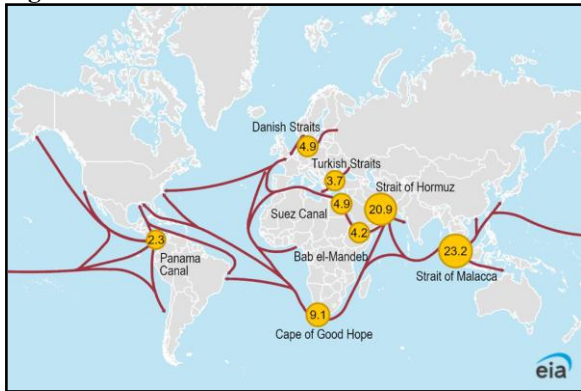 Danish Straits
4.9
Turkish Straits
3.7
Strait of Hormuz
20.9
Suez Canal
4.9
4.2
Bab el-Mandeb
2.3
Panama
Canal
23.2
Strait of Malacca
9.1
Cape of Good Hope
eia